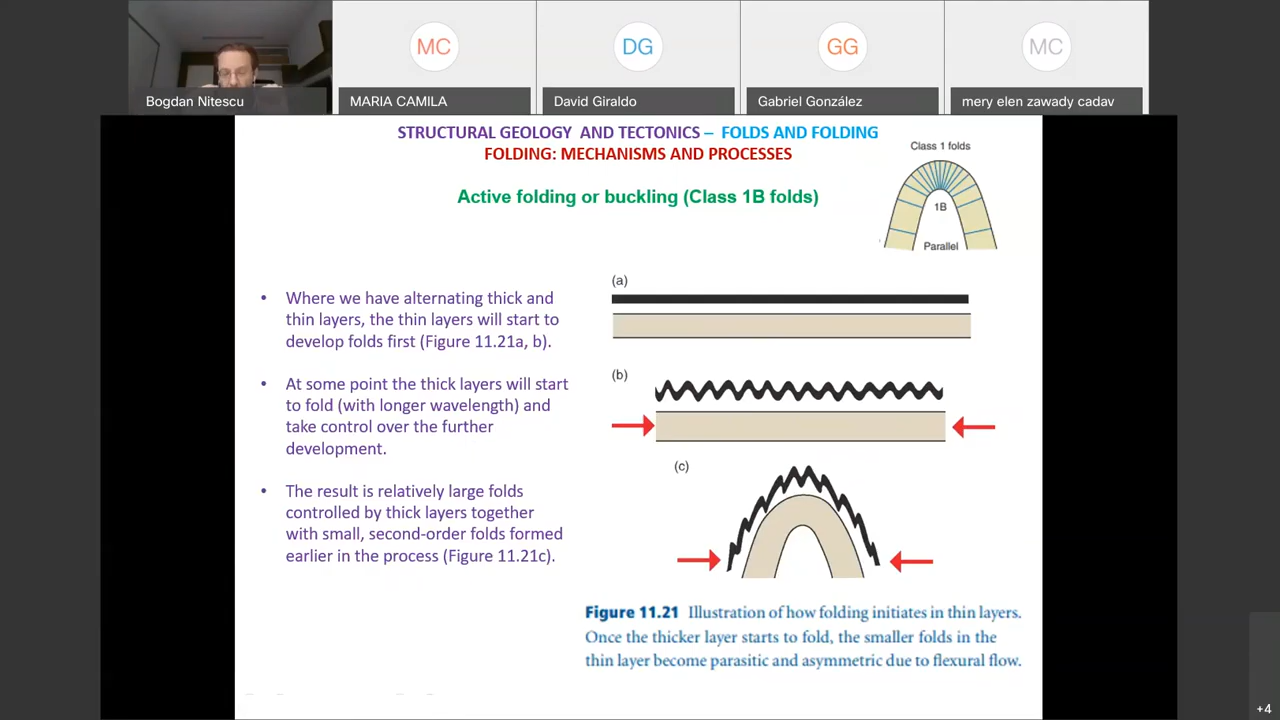 MC
DG
GG
MC
Bogdan Nitescu
MARIA CAMILA
David Giraldo
Gabriel González
mery elen zawady cadav
STRUCTURAL GEOLOGY AND TECTONICS – FOLDS AND FOLDING
FOLDING: MECHANISMS AND PROCESSES
Active folding or buckling (Class 1B folds)
Class 1 folds
1B
Parallel
• Where we have alternating thick and
thin layers, the thin layers will start to
develop folds first (Figure 11.21a, b).
• At some point the thick layers will start
to fold (with longer wavelength) and
take control over the further
development.
• The result is relatively large folds
controlled by thick layers together
with small, second-order folds formed
earlier in the process (Figure 11.21c).
(a)
(b)
(c)
Figure 11.21 Illustration of how folding initiates in thin layers.
Once the thicker layer starts to fold, the smaller folds in the
thin layer become parasitic and asymmetric due to flexural flow.
+4